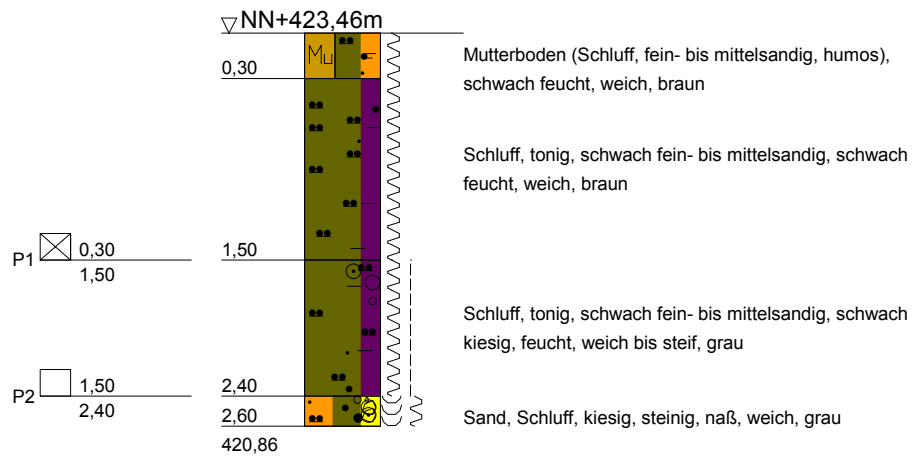 NN+423,46m
Mu
Mutterboden (Schluff, fein- bis mittelsandig, humos),
schwach feucht, weich, braun
0,30
Schluff, tonig, schwach fein- bis mittelsandig, schwach
feucht, weich, braun
P1 0,30
1,50
1,50
Schluff, tonig, schwach fein- bis mittelsandig, schwach
kiesig, feucht, weich bis steif, grau
P2 1,50
2,40
2,40
2,60
Sand, Schluff, kiesig, steinig, naß, weich, grau
420,86